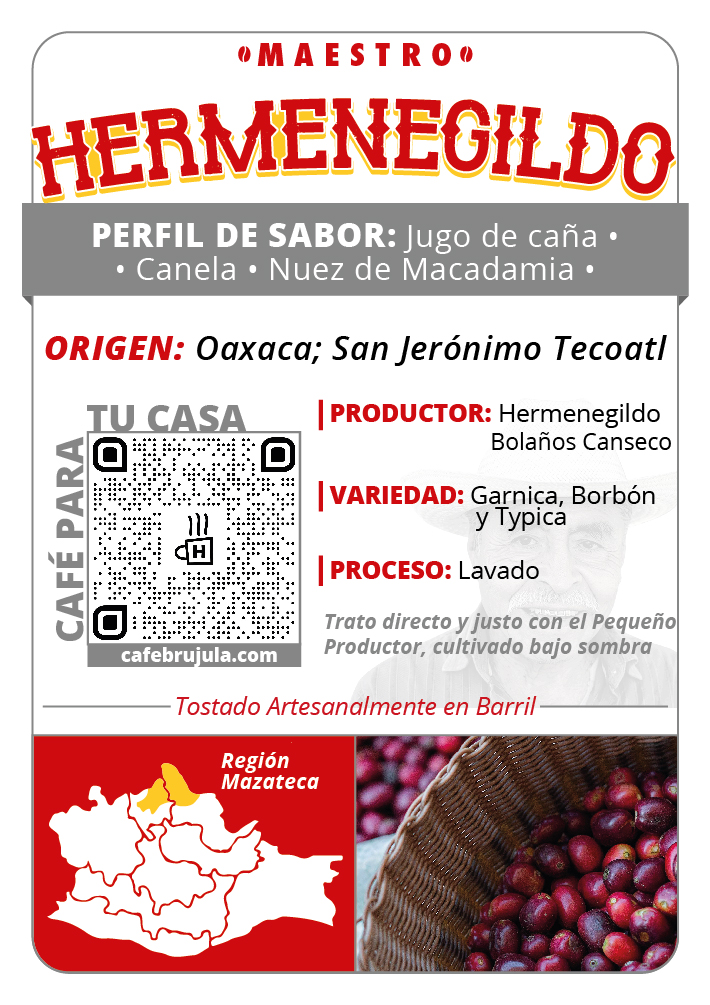 MAESTRO
HERMENEGILDO
PERFIL DE SABOR: Jugo de caña •
• Canela • Nuez de Macadamia •
ORIGEN: Oaxaca; San Jerónimo Tecoatl
CAFÉ PARA
TU CASA
H
cafebrujula.com
PRODUCTOR: Hermenegildo
Bolaños Canseco
VARIEDAD: Garnica, Borbón
y Typica
PROCESO: Lavado
Trato directo y justo con el Pequeño
Productor, cultivado bajo sombra
Tostado Artesanalmente en Barril
Región
Mazateca